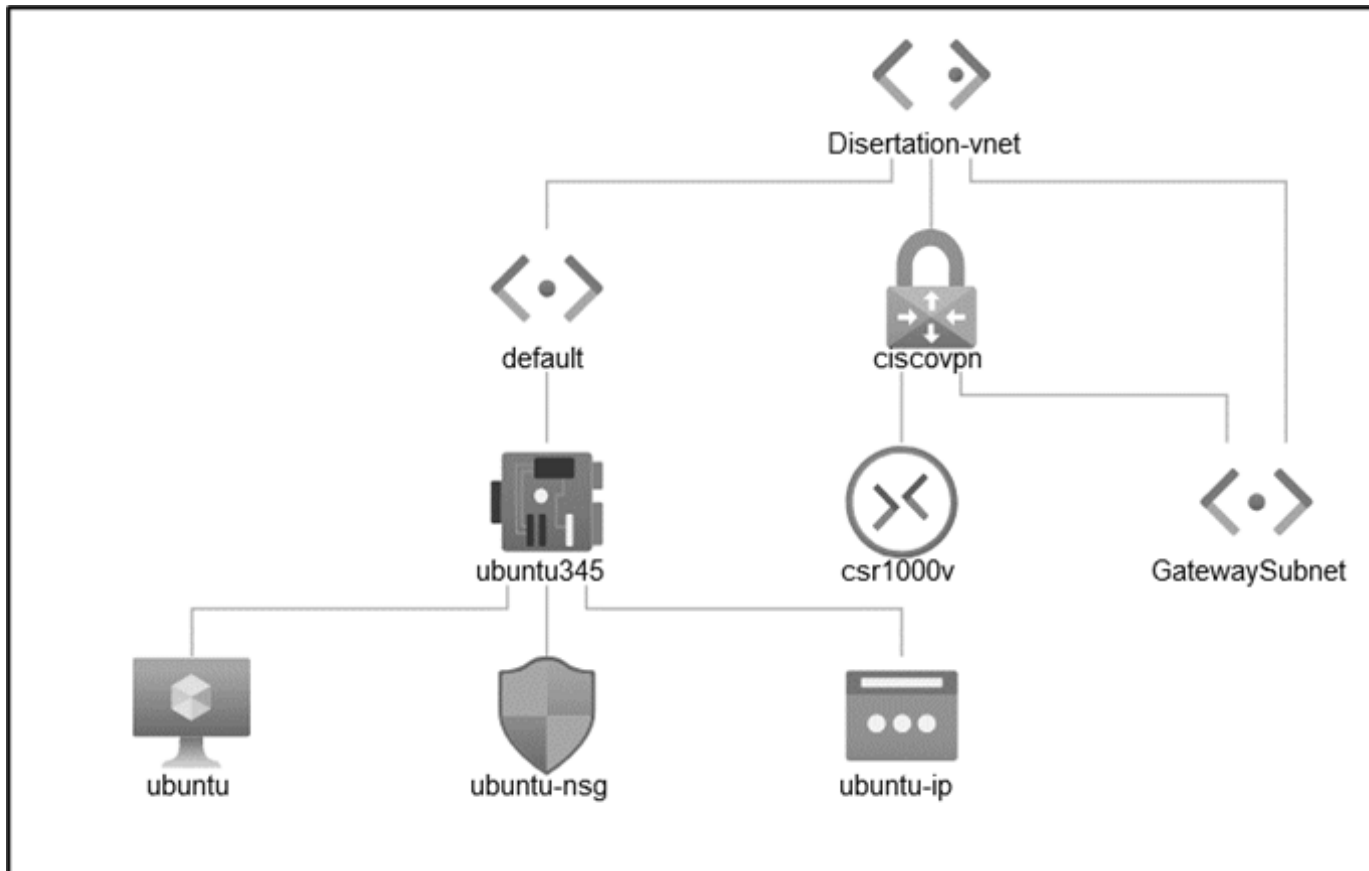 Disertation-vnet
default
ciscovpn
ubuntu345
csr1000v
GatewaySubnet
ubuntu
ubuntu-nsg
ubuntu-ip